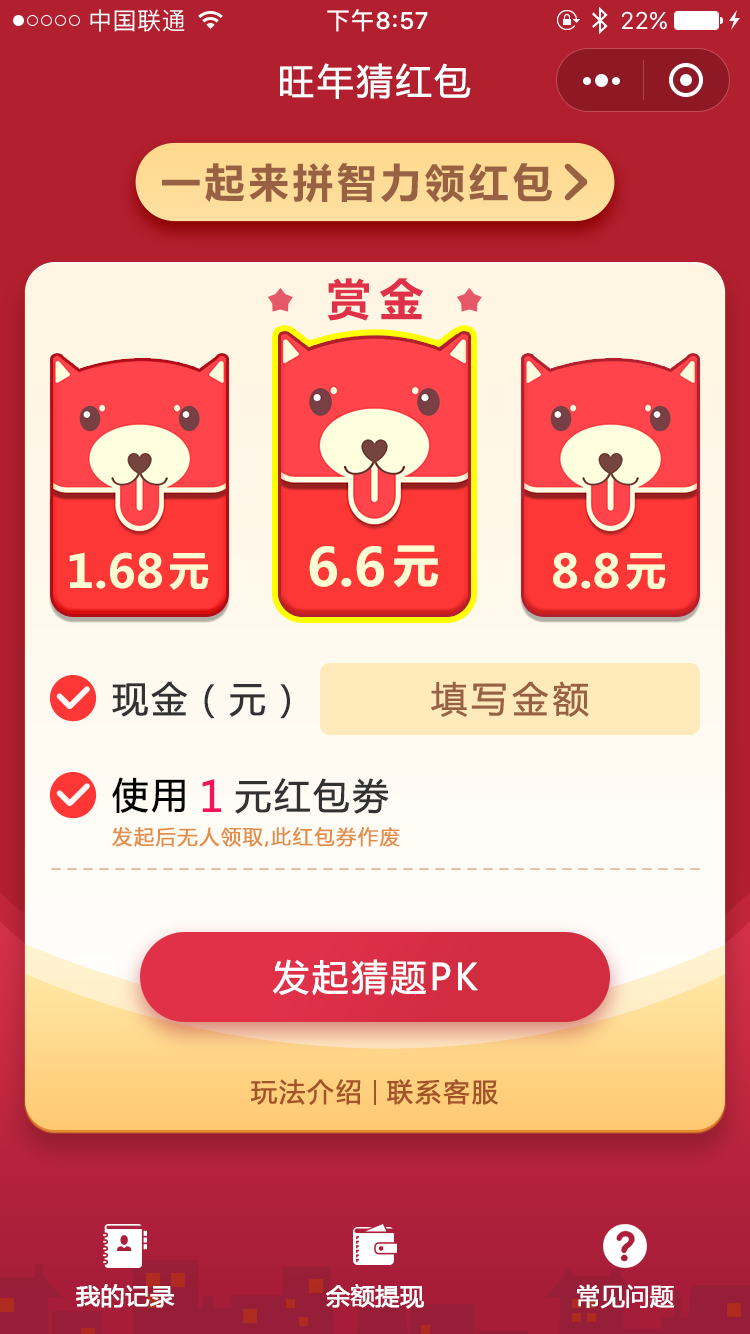 中国联通 下午8:57 22%
旺年猜红包
一起来拼智力领红包
赏金
1.68元 6.6元 8.8元
现金（元） 填写金额
使用1元红包劵
发起后无人领取,此红包券作废
发起猜题PK
玩法介绍|联系客服
我的记录 余额提现 常见问题